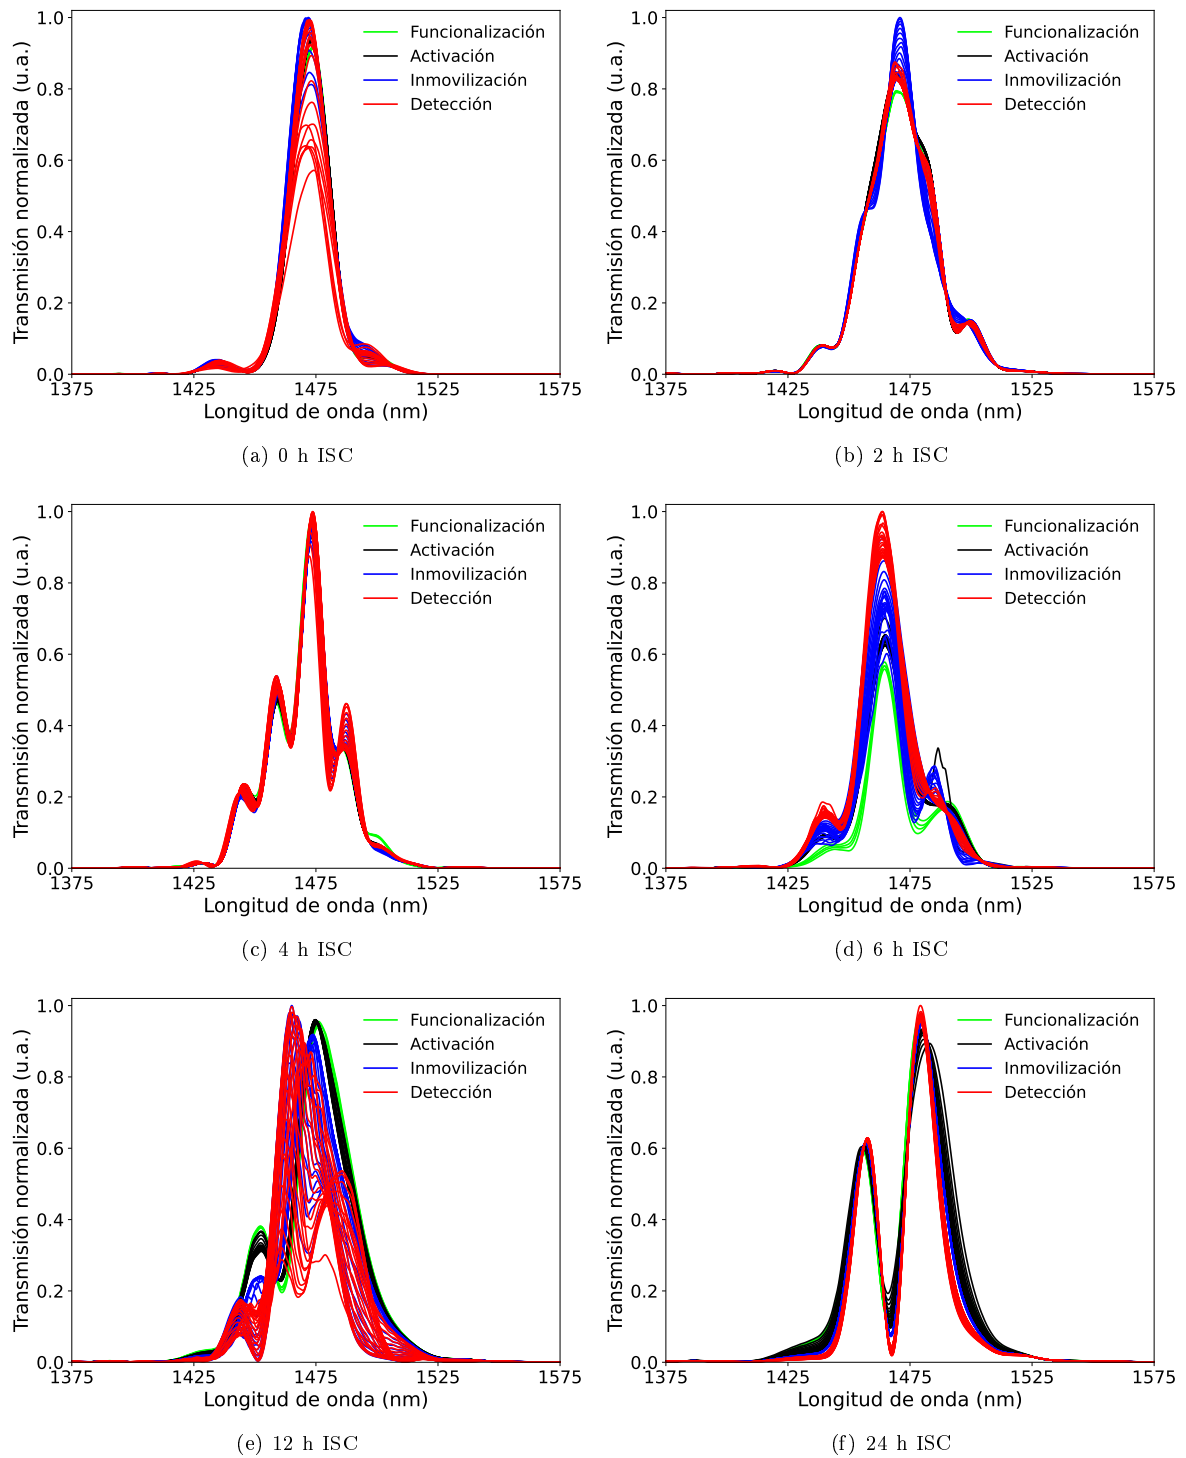 Transmisión normalizada (u.a.)
1.0
0.8
0.6
0.4
0.2
0.0
Funcionalización
Activación
Inmovilización
Detección
1375 1425 1475 1525 1575
Longitud de onda (nm)
(a) 0 h ISC
Transmisión normalizada (u.a.)
1.0
0.8
0.6
0.4
0.2
0.0
Funcionalización
Activación
Inmovilización
Detección
1375 1425 1475 1525 1575
Longitud de onda (nm)
(b) 2 h ISC
Transmisión normalizada (u.a.)
1.0
0.8
0.6
0.4
0.2
0.0
Funcionalización
Activación
Inmovilización
Detección
1375 1425 1475 1525 1575
Longitud de onda (nm)
(c) 4 h ISC
Transmisión normalizada (u.a.)
1.0
0.8
0.6
0.4
0.2
0.0
Funcionalización
Activación
Inmovilización
Detección
1375 1425 1475 1525 1575
Longitud de onda (nm)
(d) 6 h ISC
Transmisión normalizada (u.a.)
1.0
0.8
0.6
0.4
0.2
0.0
Funcionalización
Activación
Inmovilización
Detección
1375 1425 1475 1525 1575
Longitud de onda (nm)
(e) 12 h ISC
Transmisión normalizada (u.a.)
1.0
0.8
0.6
0.4
0.2
0.0
Funcionalización
Activación
Inmovilización
Detección
1375 1425 1475 1525 1575
Longitud de onda (nm)
(f) 24 h ISC